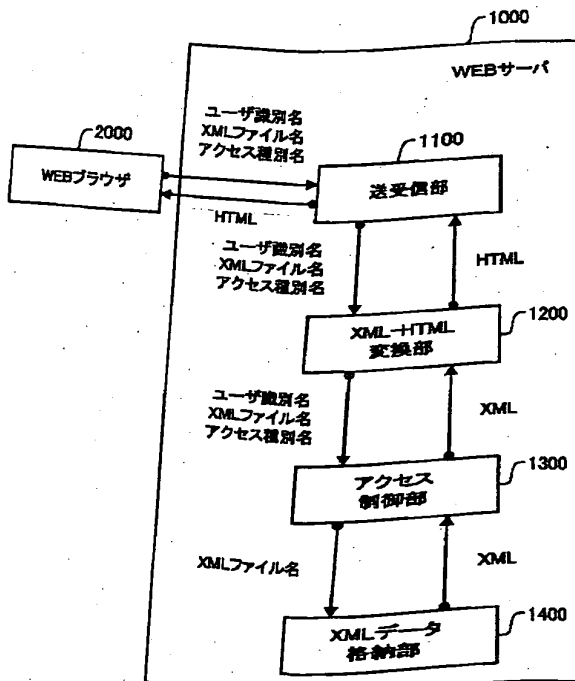 1000
WEBサーバ
ユーザ識別名
XMLファイル名
アクセス種別名
2000
WEBブラウザ
1100
送受信部
HTML
ユーザ識別名
XMLファイル名
アクセス種別名
HTML
XML-HTML
変換部
1200
ユーザ識別名
XMLファイル名
アクセス種別名
XML
アクセス
制御部
1300
XMLファイル名
XML
XMLデータ
格納部
1400